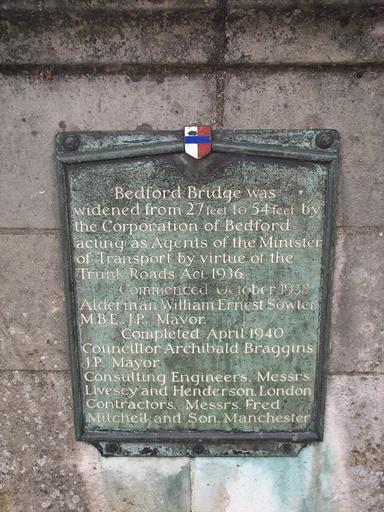 Bedford Bridge was
widened from 27 feet to 54 feet by
the Corporation of Bedford
acting as Agents of the Minister
of Transport by virtue of the
Trunk Roads Act 1936.
Commenced October 1938
Alderman William Ernest Sowter
M.B.E., J.P., Mayor.
Completed April 1940
Councillor Archibald Braggins
J.P. Mayor.
Consulting Engineers, Messrs
Livesey and Henderson, London
Contractors, Messrs. Fred
Mitchell and Son, Manchester